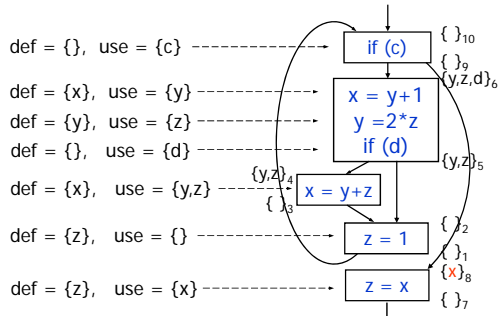 { }10
def = {}, use = {c}
if (c)
{ }9
{y,z,d}6
def = {x}, use = {y}
x = y+1
def = {y}, use = {z}
y =2*z
def = {}, use = {d}
if (d)
{y,z}5
{y,z}4
def = {x}, use = {y,z}
x = y+z
{ }3
{ }2
def = {z}, use = {}
z = 1
{ }1
{x}8
def = {z}, use = {x}
z = x
{ }7